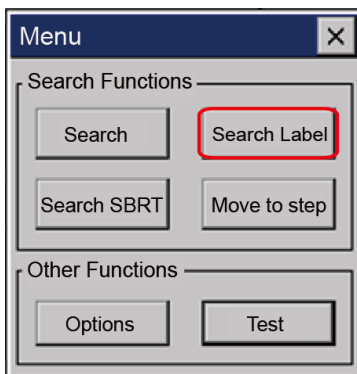 Menu
Search Functions
Search Search Label
Search SBRT Move to step
Other Functions
Options Test